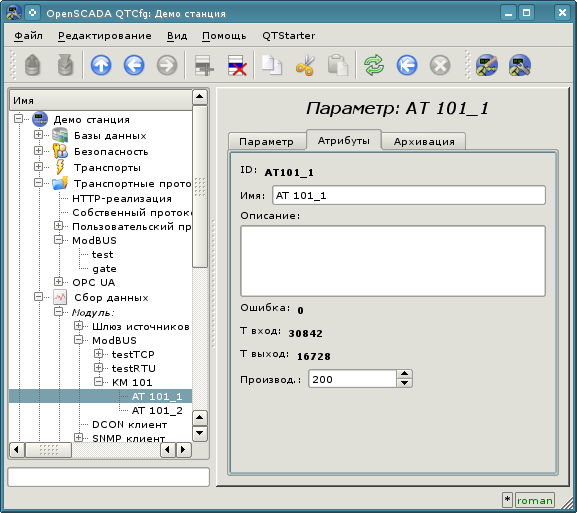 OpenSCADA QTCfg: Демо станция
Файл Редактирование Вид Помощь QTStarter
Имя
Демо станция
Базы данных
Безопасность
Транспорты
Транспортные прото
HTTP-реализация
Собственный протоко
Пользовательский пр
ModBUS
test
gate
OPC UA
Сбор данных
Модуль:
Шлюз источников
ModBUS
testTCP
testRTU
КМ 101
AT 101_1
AT 101_2
DCON клиент
SNMP клиент
Параметр: AT 101_1
Параметр Атрибуты Архивация
ID: AT101_1
Имя: AT 101_1
Описание:
Ошибка: 0
Т вход: 30842
Т выход: 16728
Производ.: 200
* roman